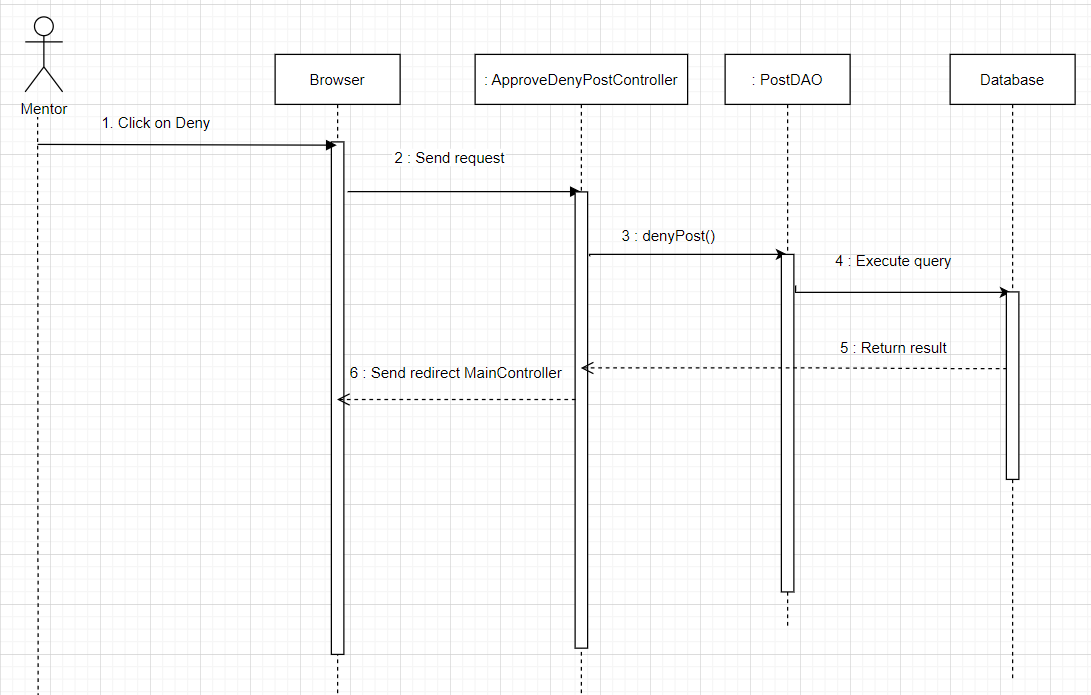 Browser
: ApproveDenyPostController
: PostDAO
Database
Mentor
1. Click on Deny
2 : Send request
3 : denyPost()
4 : Execute query
5 : Return result
6 : Send redirect MainController